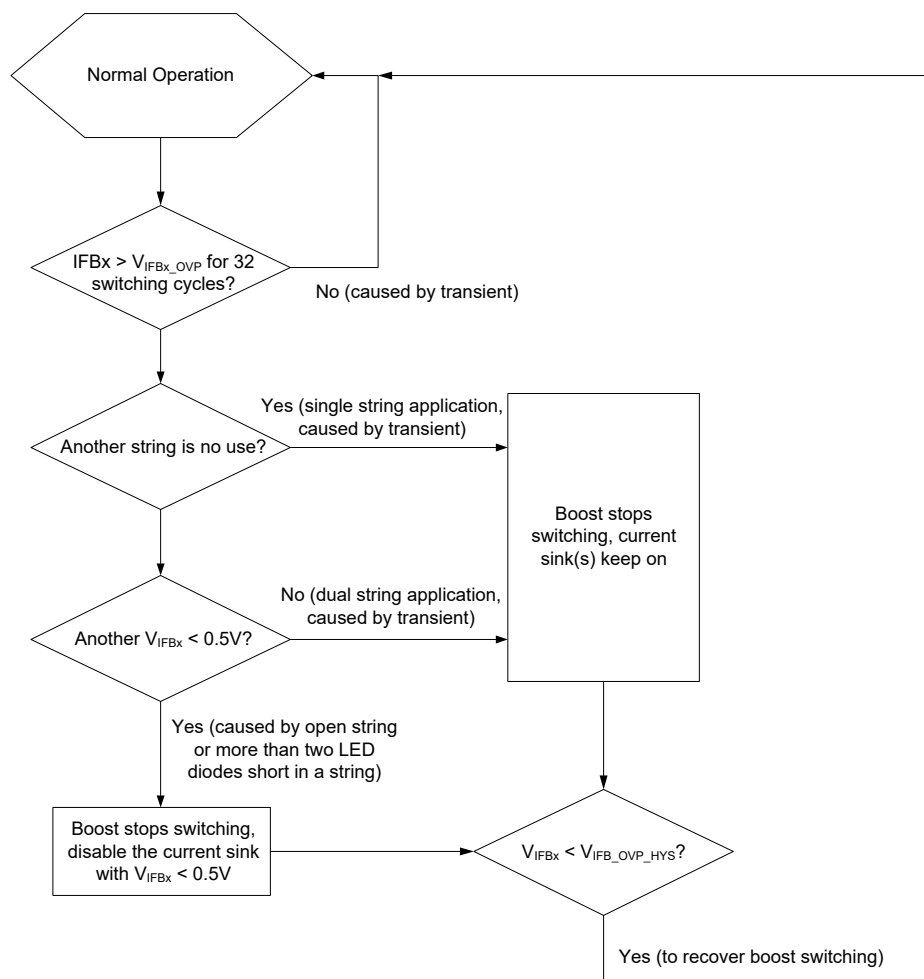 Normal Operation
IFBx > VIFBx_OVP for 32
switching cycles?
No (caused by transient)
Yes (single string application,
caused by transient)
Another string is no use?
Boost stops
switching, current
sink(s) keep on
No (dual string application,
caused by transient)
Another VIFBx < 0.5V?
Yes (caused by open string
or more than two LED
diodes short in a string)
Boost stops switching,
disable the current sink
with VIFBx < 0.5V
VIFBx < VIFB_OVP_HYS?
Yes (to recover boost switching)